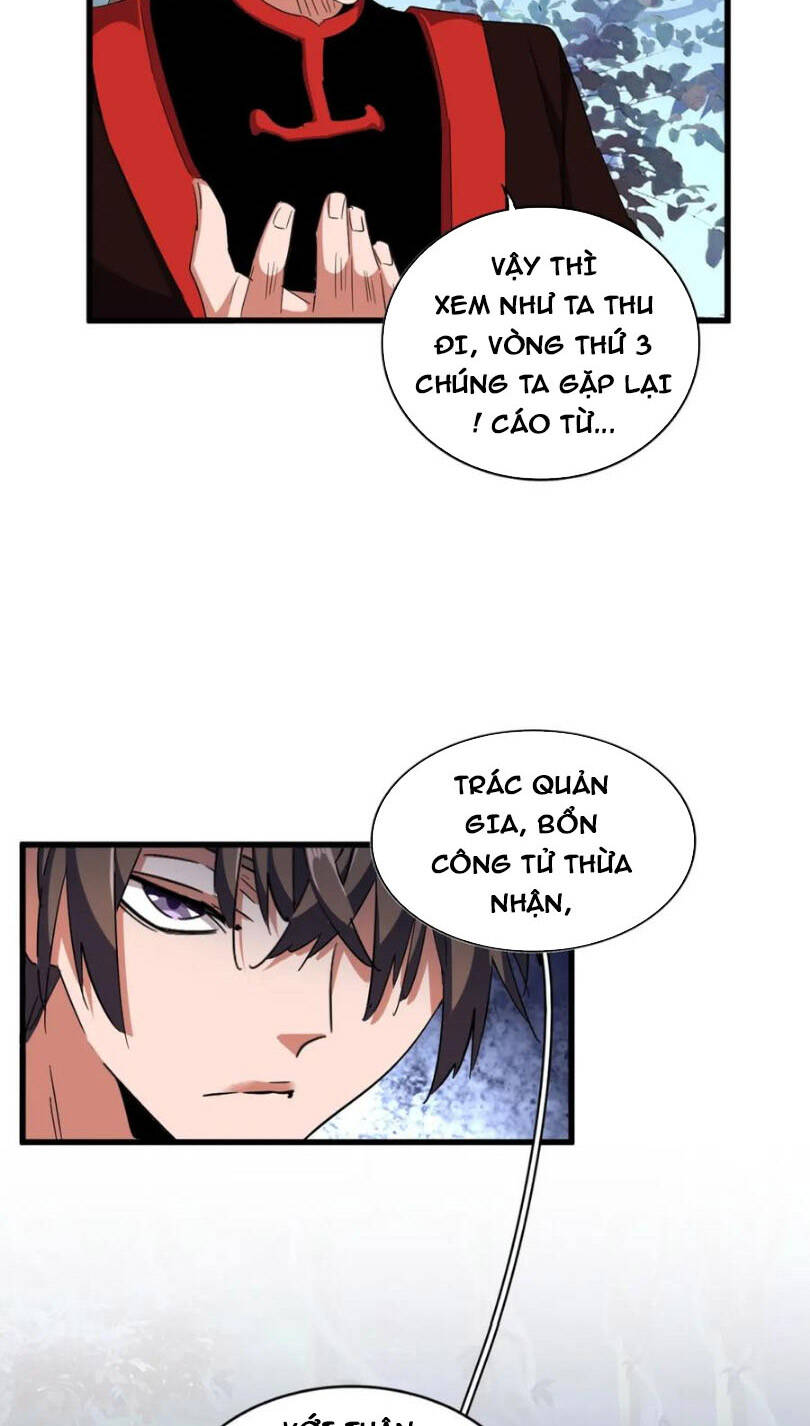 VẬY THÌ
XEM NHƯ TA THU
ĐI, VÒNG THỨ 3
CHÚNG TA GẶP LẠI
! CÁO TỪ...
TRÁC QUẢN
GIA, BỔN
CÔNG TỬ THỪA
NHẬN,